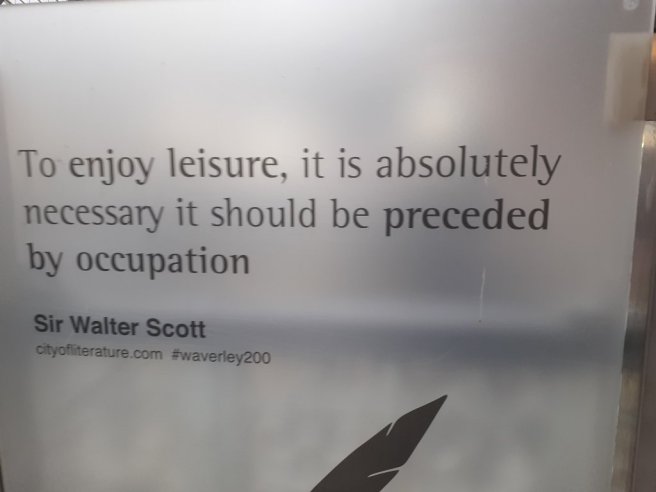 To enjoy leisure, it is absolutely
necessary it should be preceded
by occupation
Sir Walter Scott
cityofliterature.com #waverley200